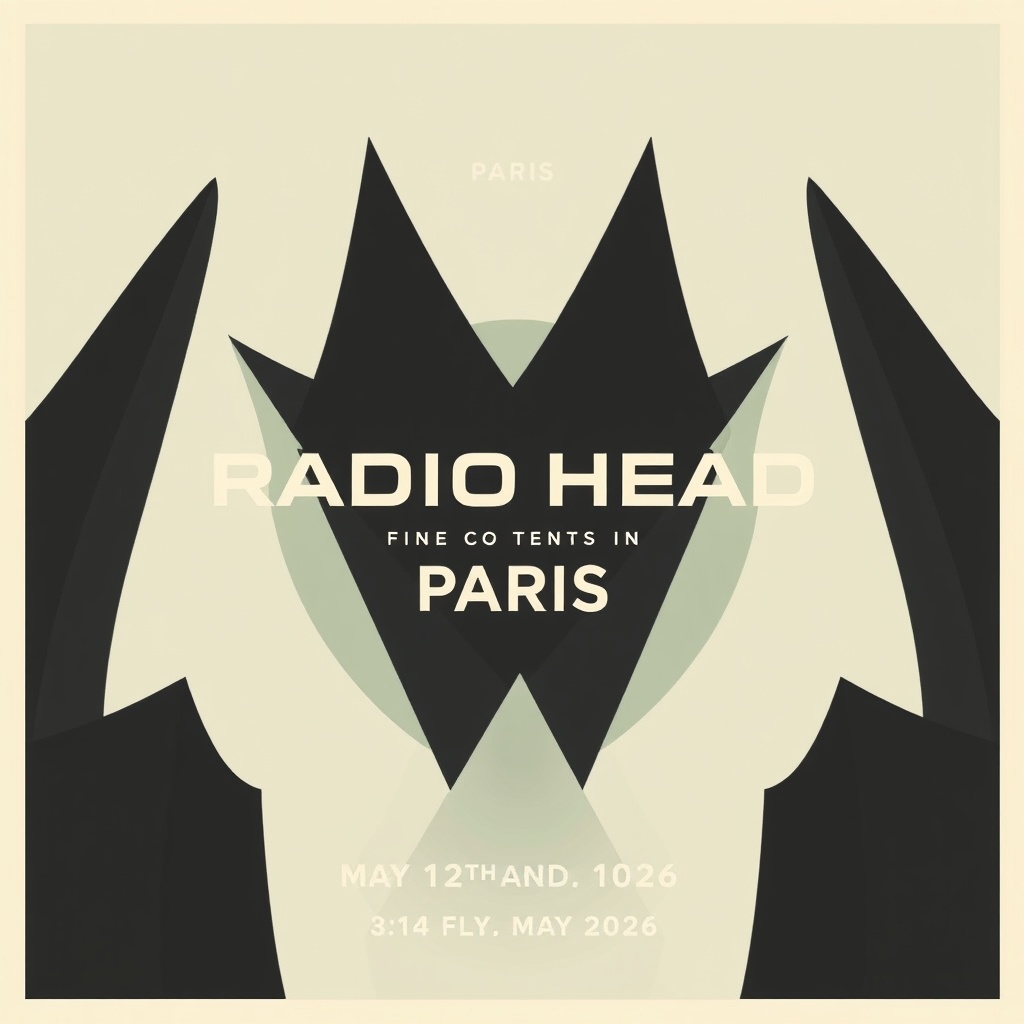 PARIS
RADIO HEAD
FINE CO TENTS IN
PARIS
MAY 12TH AND. 1026
3:14 FLY. MAY 2026